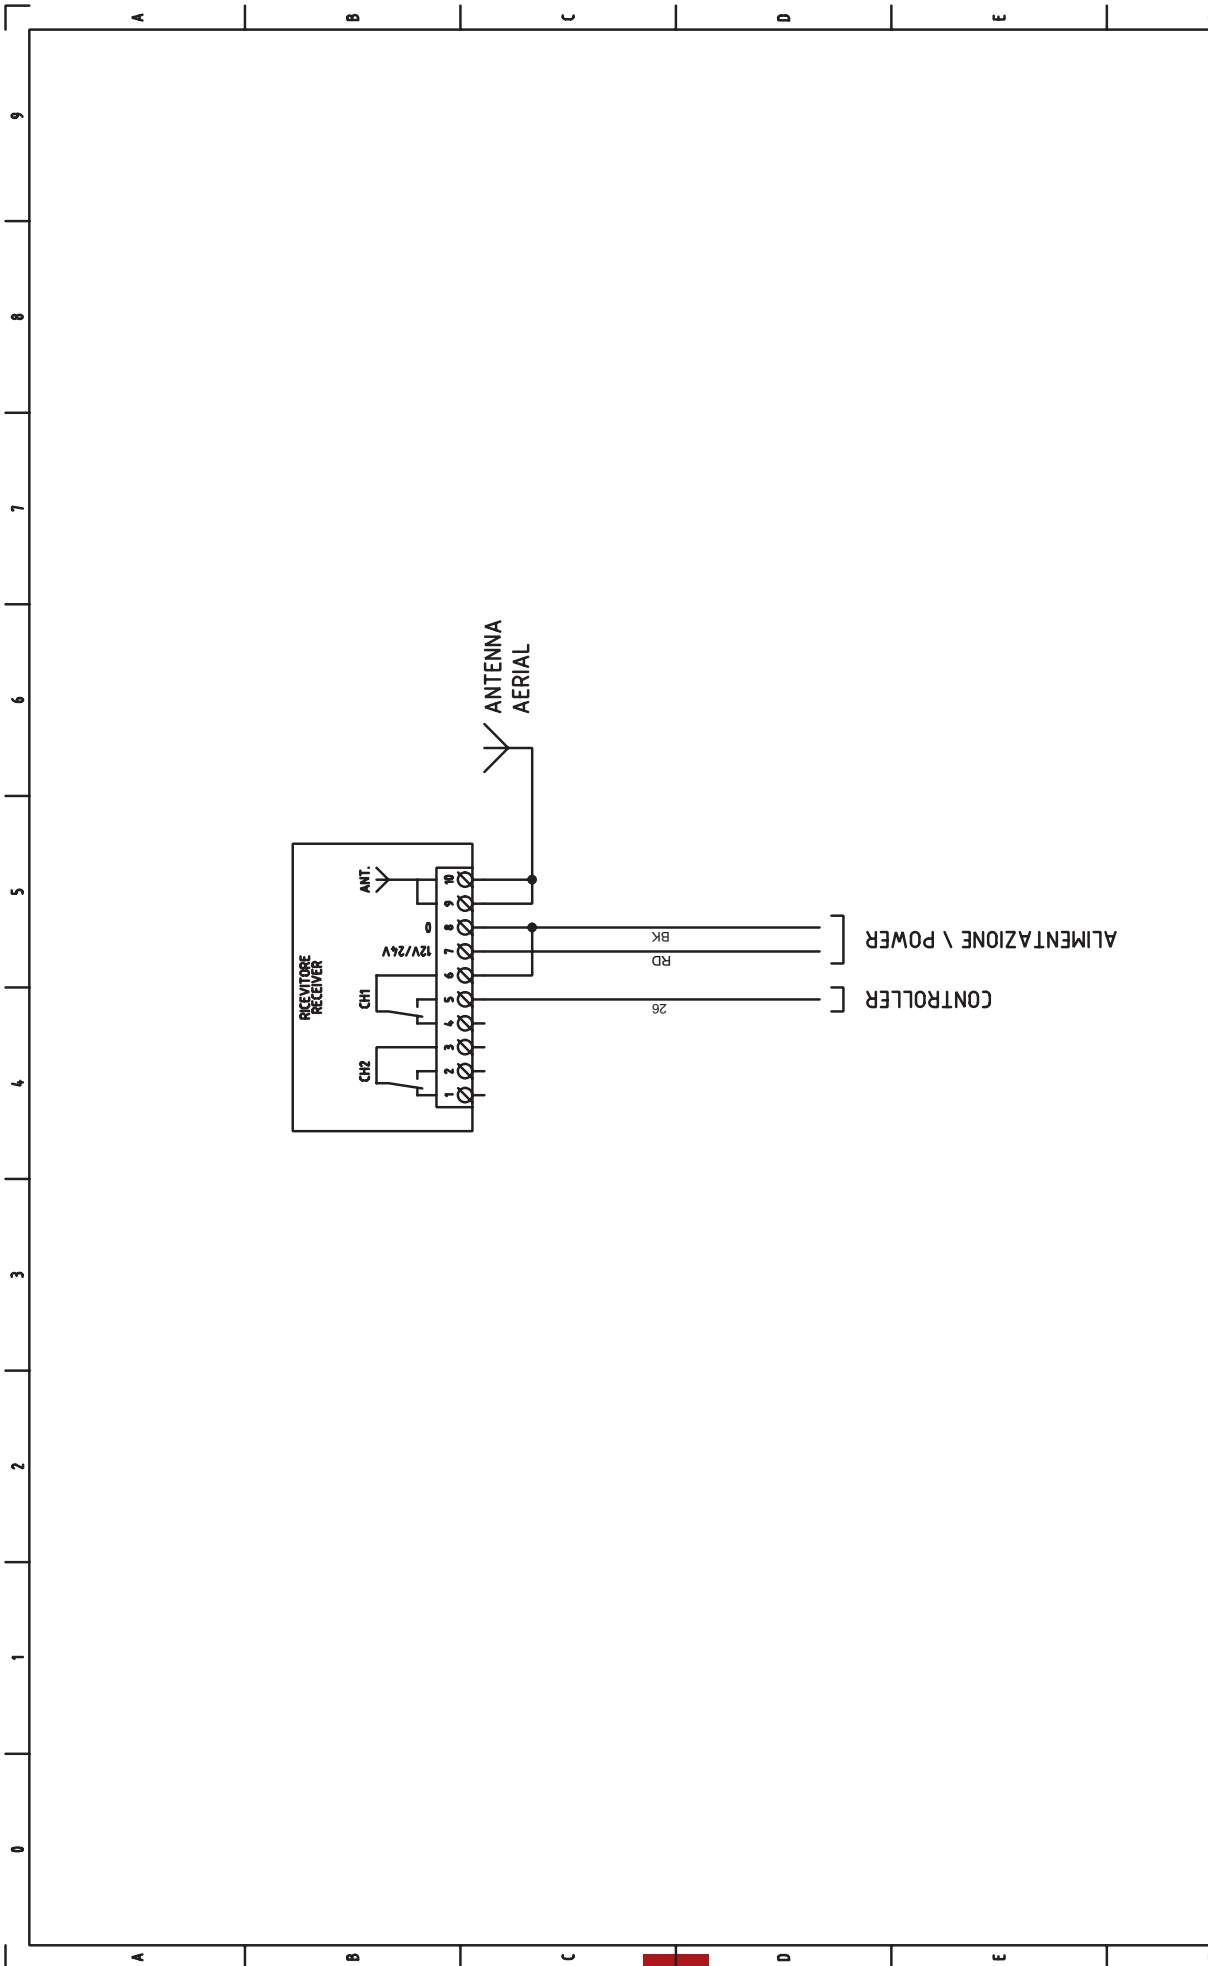 A B C D E
9
8
7
6
5
4
3
2
1
0
ANTENNA
AERIAL
RICEVITORE
RECEIVER
ANT.
0
12V/24V
CH1
CH2
10
9
8
7
6
5
4
3
2
1
BK
RD
26
ALIMENTAZIONE \ POWER
CONTROLLER
A B C D E